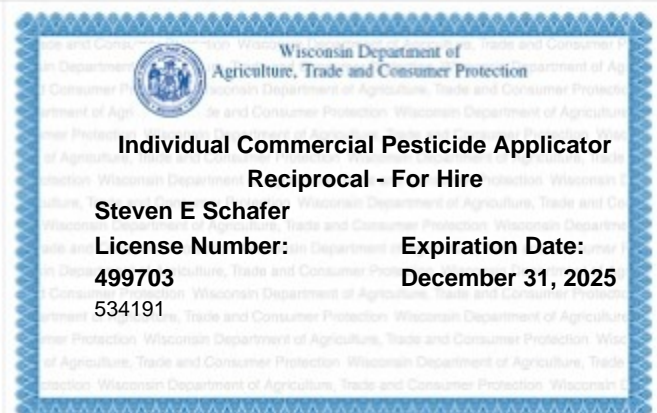 Wisconsin Department of
Agriculture, Trade and Consumer Protection
Individual Commercial Pesticide Applicator
Reciprocal - For Hire
Steven E Schafer
License Number: Expiration Date:
499703 December 31, 2025
534191